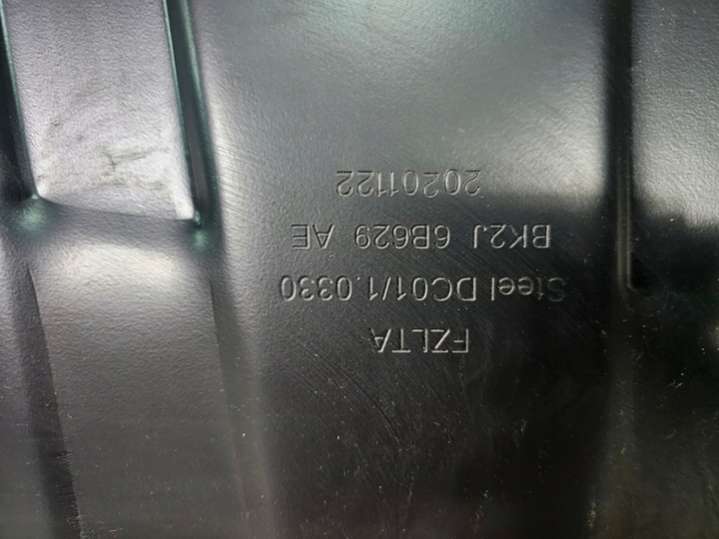 FZLTA
Steel DC01/1.0330
BK2J 6B629 AE
20201122